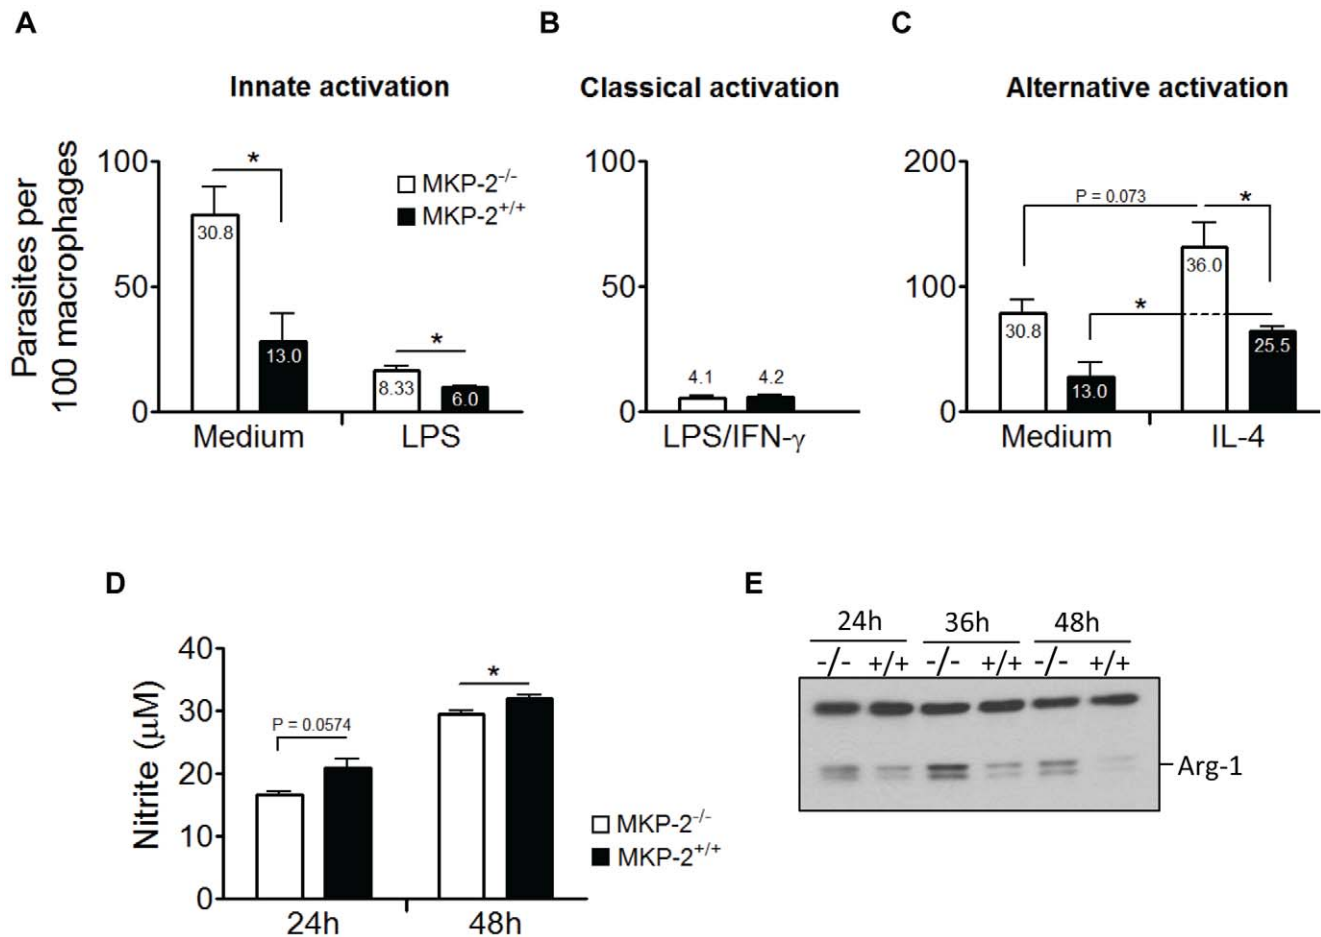 A
B
C
Innate activation
Classical activation
Alternative activation
Parasites per
100 macrophages
100
50
0
*
30.8
13.0
*
8.33
6.0
Medium
LPS
MKP-2-/-
MKP-2+/+
100
50
0
4.1
4.2
LPS/IFN-γ
200
100
0
P = 0.073
*
*
30.8
13.0
36.0
25.5
Medium
IL-4
D
E
Nitrite (µM)
40
30
20
10
0
P = 0.0574
*
24h
48h
MKP-2-/-
MKP-2+/+
24h 36h 48h
-/- +/+ -/- +/+ -/- +/+
Arg-1